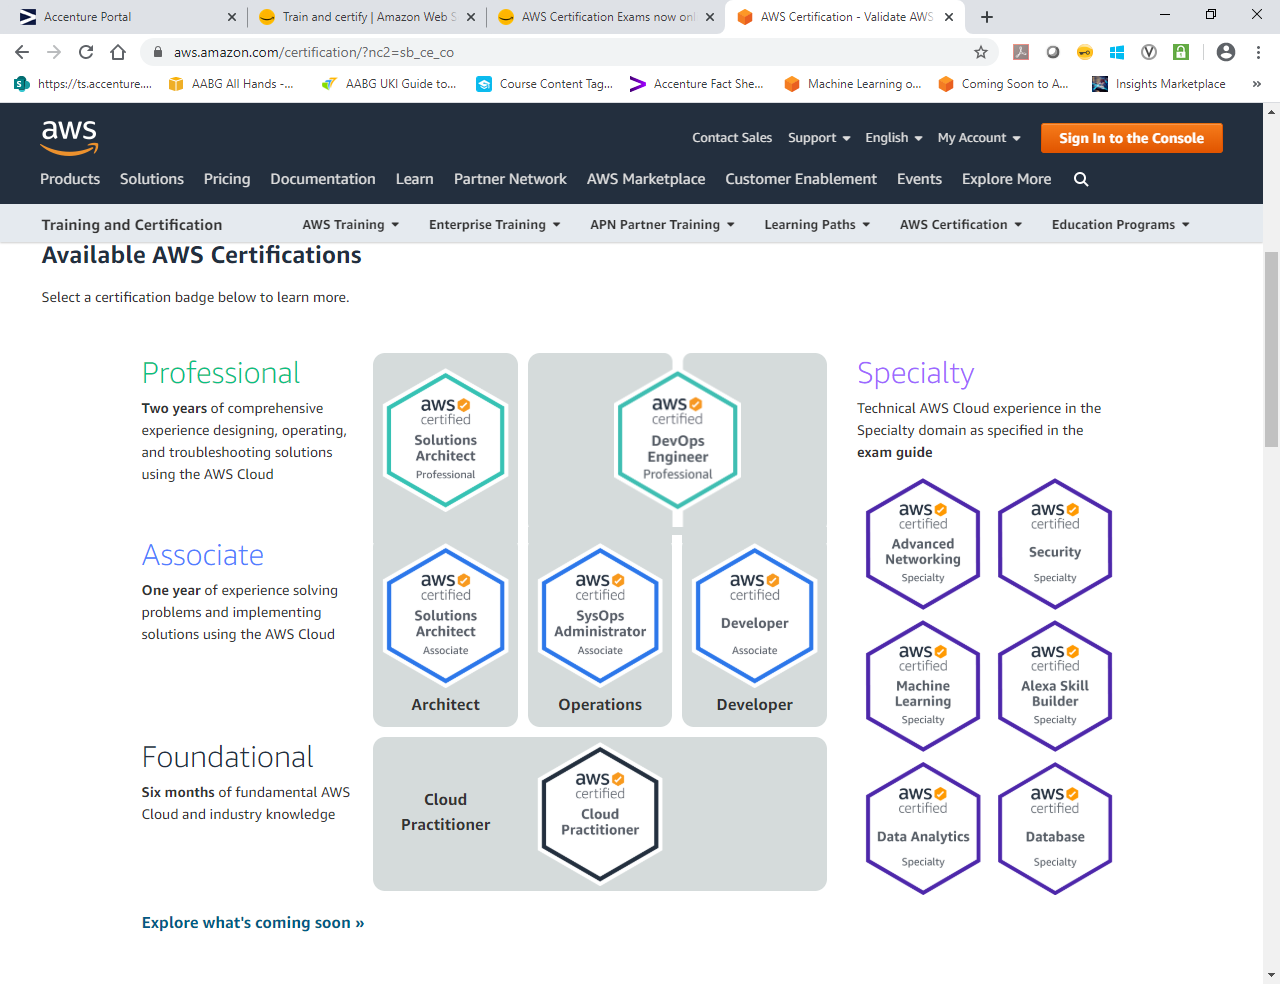 Accenture Portal
Train and certify | Amazon Web S
AWS Certification Exams now onl
AWS Certification - Validate AWS
aws.amazon.com/certification/?nc2=sb_ce_co
https://ts.accenture....
AABG All Hands -...
AABG UKI Guide to...
Course Content Tag...
Accenture Fact She...
Machine Learning o...
Coming Soon to A...
Insights Marketplace
»
aws
Contact Sales
Support
English
My Account
Sign In to the Console
Products
Solutions
Pricing
Documentation
Learn
Partner Network
AWS Marketplace
Customer Enablement
Events
Explore More
Training and Certification
AWS Training
Enterprise Training
APN Partner Training
Learning Paths
AWS Certification
Education Programs
Available AWS Certifications
Select a certification badge below to learn more.
Professional
Two years of comprehensive
experience designing, operating,
and troubleshooting solutions
using the AWS Cloud
aws
certified
Solutions
Architect
Professional
aws
certified
DevOps
Engineer
Professional
Associate
One year of experience solving
problems and implementing
solutions using the AWS Cloud
aws
certified
Solutions
Architect
Associate
Architect
aws
certified
SysOps
Administrator
Associate
Operations
aws
certified
Developer
Associate
Developer
Foundational
Six months of fundamental AWS
Cloud and industry knowledge
Cloud
Practitioner
aws
certified
Cloud
Practitioner
Specialty
Technical AWS Cloud experience in the
Specialty domain as specified in the
exam guide
aws
certified
Advanced
Networking
Specialty
aws
certified
Security
Specialty
aws
certified
Machine
Learning
Specialty
aws
certified
Alexa Skill
Builder
Specialty
aws
certified
Data Analytics
Specialty
aws
certified
Database
Specialty
Explore what's coming soon »